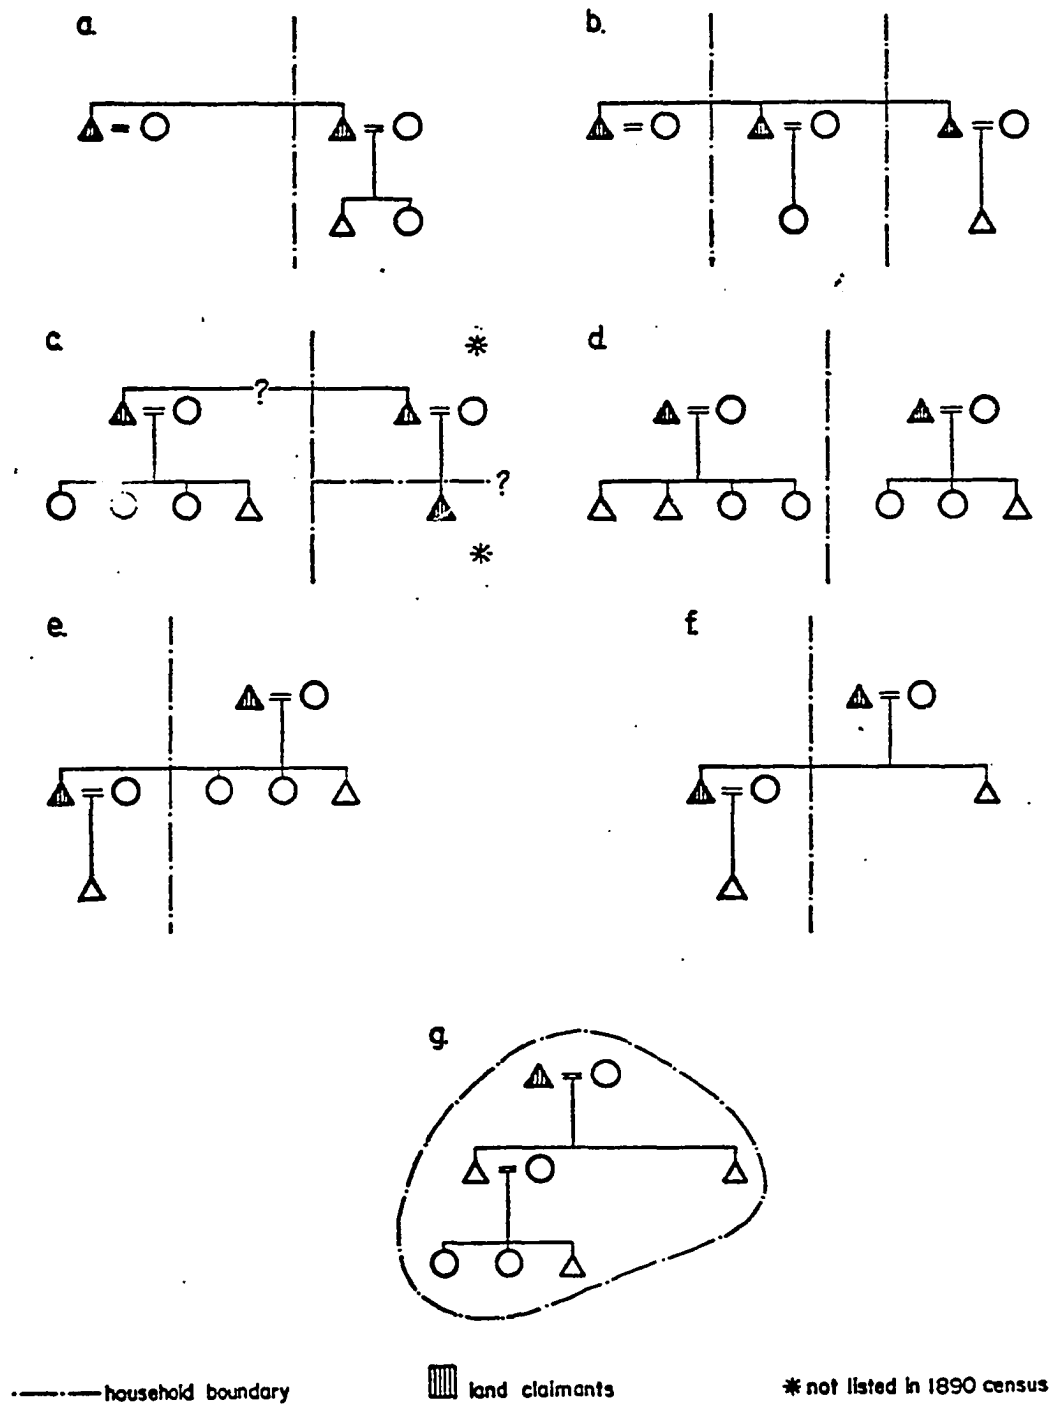 a.
b.
c.
?
*
?
*
d.
e.
f.
g.
household boundary
land claimants
* not listed in 1890 census